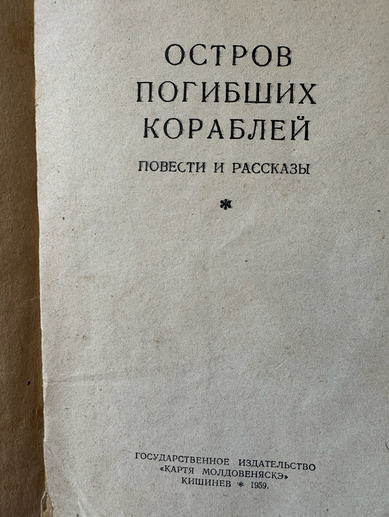 ОСТРОВ
ПОГИБШИХ
КОРАБЛЕЙ
ПОВЕСТИ И РАССКАЗЫ
*
ГОСУДАРСТВЕННОЕ ИЗДАТЕЛЬСТВО
«КАРТЯ МОЛДОВЕНЯСКЭ»
КИШИНЕВ * 1959.